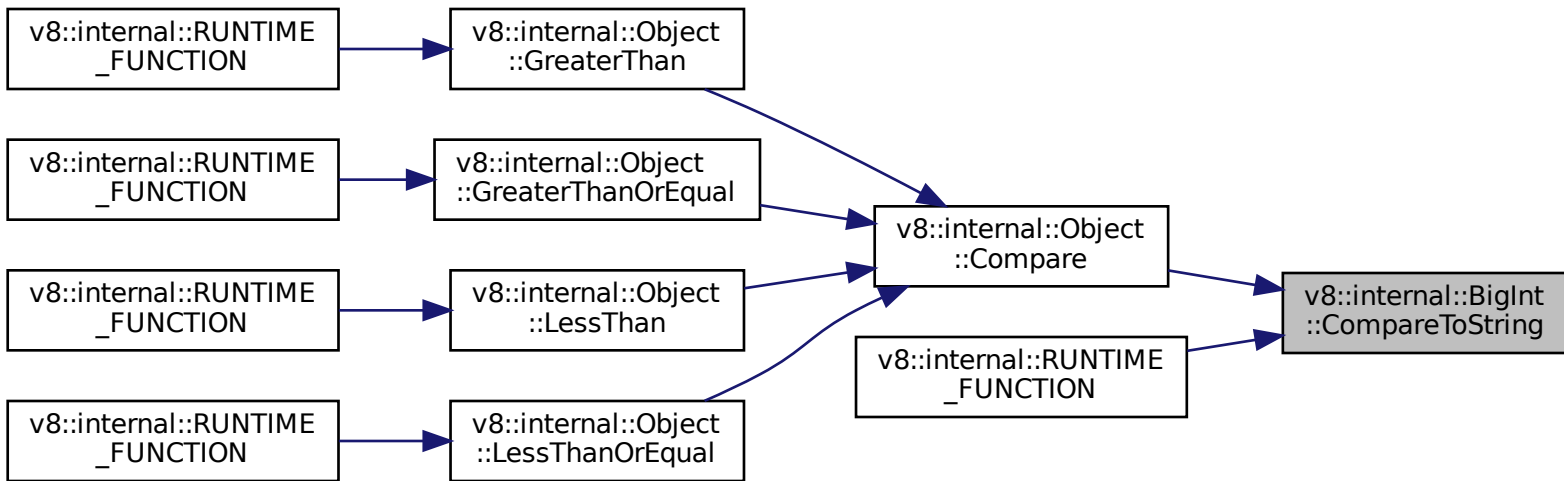 v8::internal::RUNTIME
_FUNCTION
v8::internal::Object
::GreaterThan
v8::internal::RUNTIME
_FUNCTION
v8::internal::Object
::GreaterThanOrEqual
v8::internal::RUNTIME
_FUNCTION
v8::internal::Object
::LessThan
v8::internal::RUNTIME
_FUNCTION
v8::internal::Object
::LessThanOrEqual
v8::internal::Object
::Compare
v8::internal::RUNTIME
_FUNCTION
v8::internal::BigInt
::CompareToString